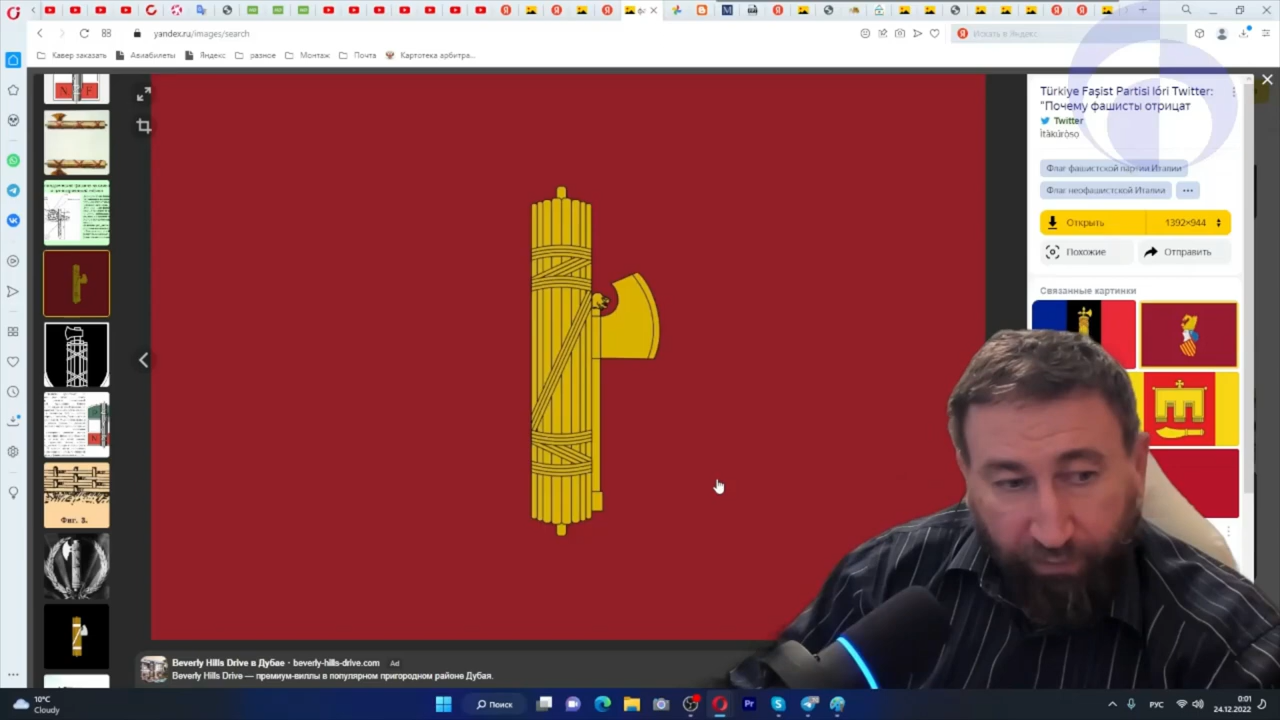 yandex.ru/images/search
Искать в Яндекс
Кавер заказать
Авиабилеты
Яндекс
разное
Монтаж
Почта
Картотека арбитра...
N F
Фиг. 3.
Türkiye Faşist Partisi İóri Twitter:
"Почему фашисты отрицат
Twitter
Ìtàkúròso
Флаг фашистской партии Италии
Флаг неофашистской Италии
Открыть
1392×944
Похожие
Отправить
Связанные картинки
Beverly Hills Drive в Дубае · beverly-hills-drive.com Ad
Beverly Hills Drive — премиум-виллы в популярном пригородном районе Дубая.
10°C
Cloudy
Поиск
РУС
0:01
24.12.2022